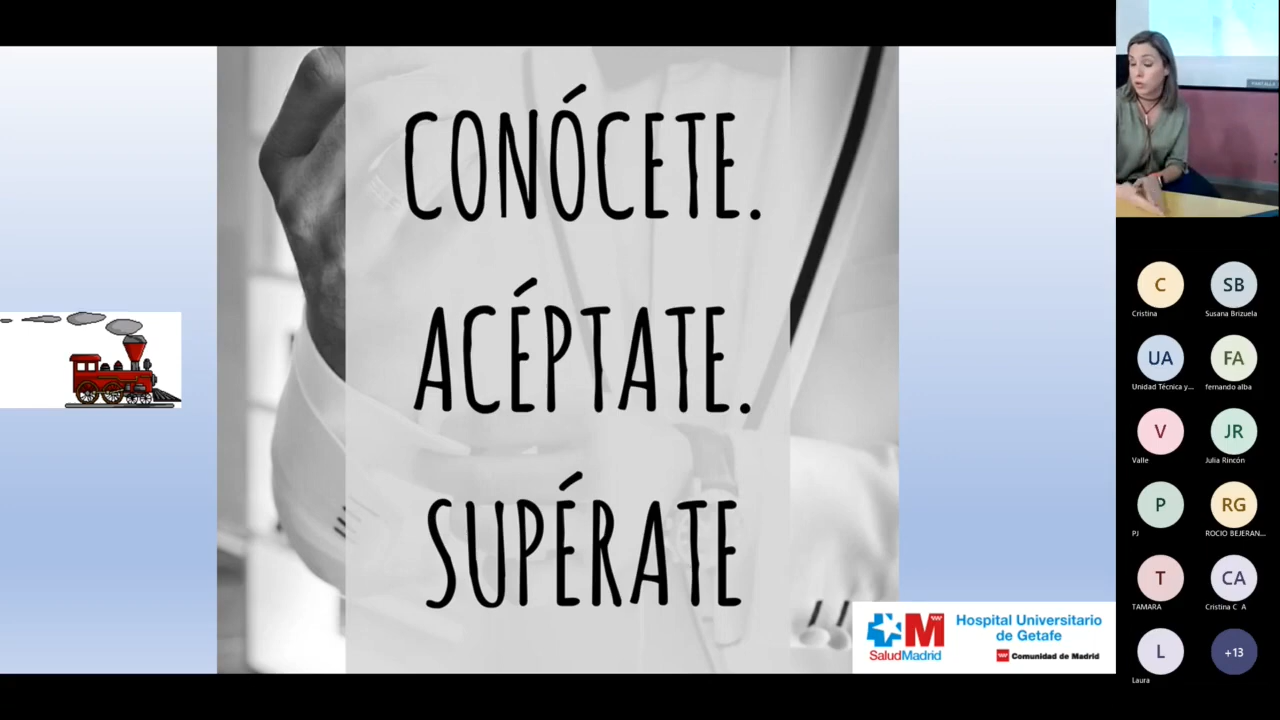 CONÓCETE.
ACÉPTATE.
SUPÉRATE
SaludMadrid
Hospital Universitario
de Getafe
Comunidad de Madrid
C
Cristina
SB
Susana Brizuela
UA
Unidad Técnica y...
FA
fernando alba
V
Valle
JR
Julia Rincón
P
PJ
RG
ROCIO BEJERAN...
T
TAMARA
CA
Cristina C A
L
Laura
+13